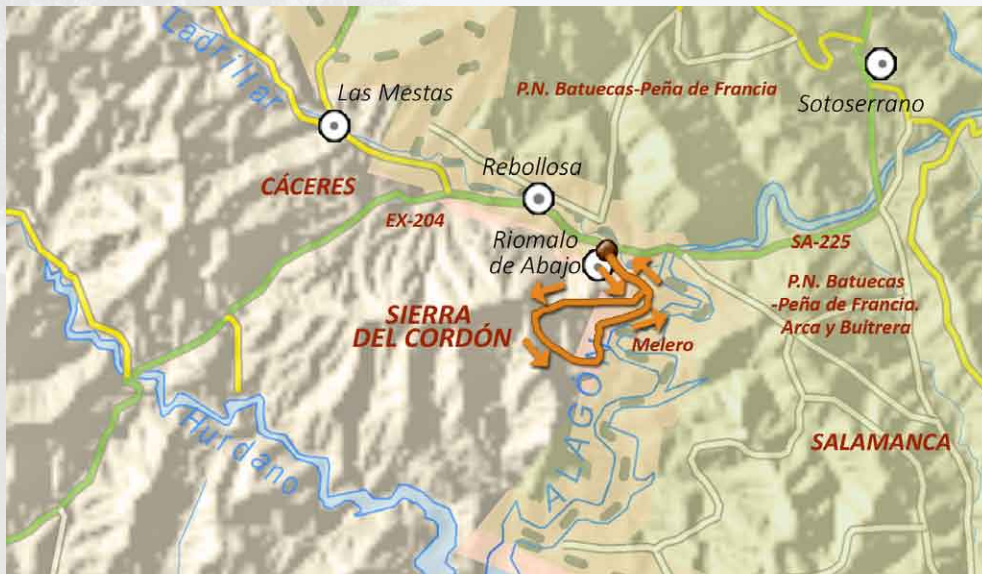 Ladrillar
Las Mestas
P.N. Batuecas-Peña de Francia
Sotoserrano
Rebollosa
CÁCERES
EX-204
Riomalo
de Abajo
SA-225
P.N. Batuecas
-Peña de Francia.
Arca y Buitrera
SIERRA
DEL CORDÓN
Melero
ALAGÓN
Hurdano
SALAMANCA